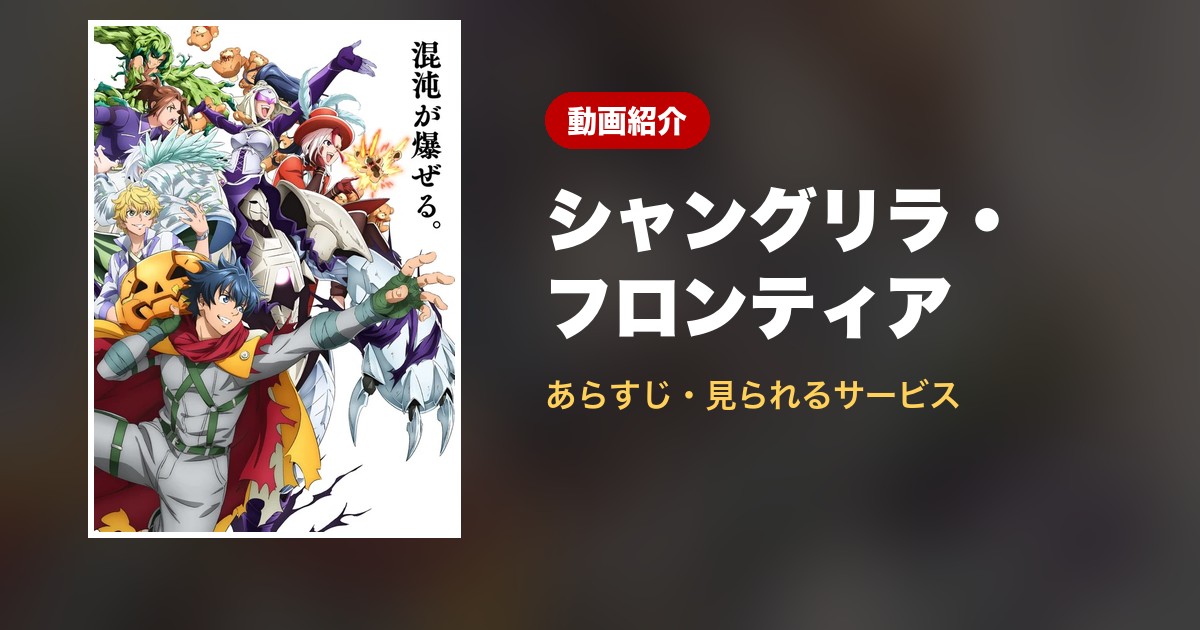 混沌が爆ぜる。
動画紹介
シャングリラ・
フロンティア
あらすじ・見られるサービス